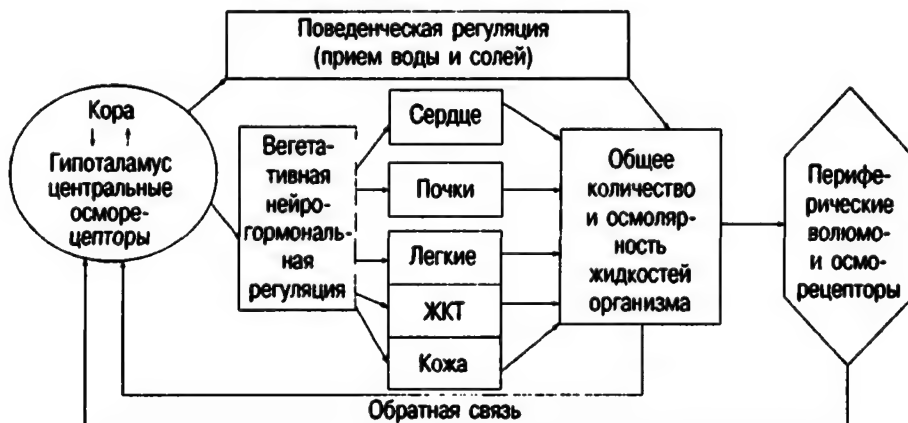 Поведенческая регуляция
(прием воды и солей)
Кора
Гипоталамус
центральные
осморе-
цепторы
Вегета-
тивная
нейро-
гормональ-
ная
регуляция
Сердце
Почки
Легкие
ЖКТ
Кожа
Общее
количество
и осмоляр-
ность
жидкостей
организма
Перифе-
рические
волюмо-
и осмо-
рецепторы
Обратная связь